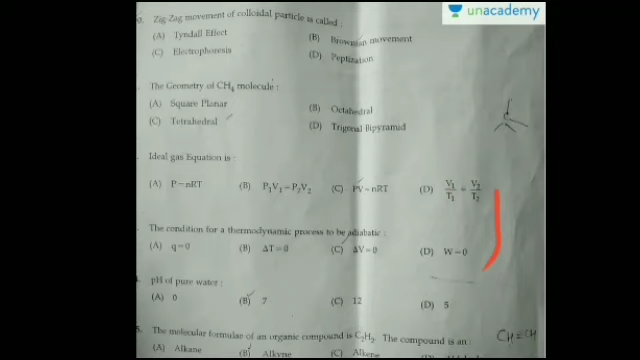 unacademy
0. Zig-Zag movement of colloidal particle is called :
(A) Tyndall Effect (B) Brownian movement
(C) Electrophoresis (D) Peptization
The Geometry of CH₄ molecule :
(A) Square Planar (B) Octahedral
(C) Tetrahedral (D) Trigonal Bipyramid
Ideal gas Equation is :
(A) P = nRT (B) P₁V₁ = P₂V₂ (C) PV = nRT (D) V₁/T₁ = V₂/T₂
The condition for a thermodynamic process to be adiabatic :
(A) q=0 (B) ΔT=0 (C) ΔV=0 (D) W=0
pH of pure water :
(A) 0 (B) 7 (C) 12 (D) 5
5. The molecular formulae of an organic compound is C₂H₂. The compound is an :
CH≡CH
(A) Alkane (B) Alkyne (C) Alkene